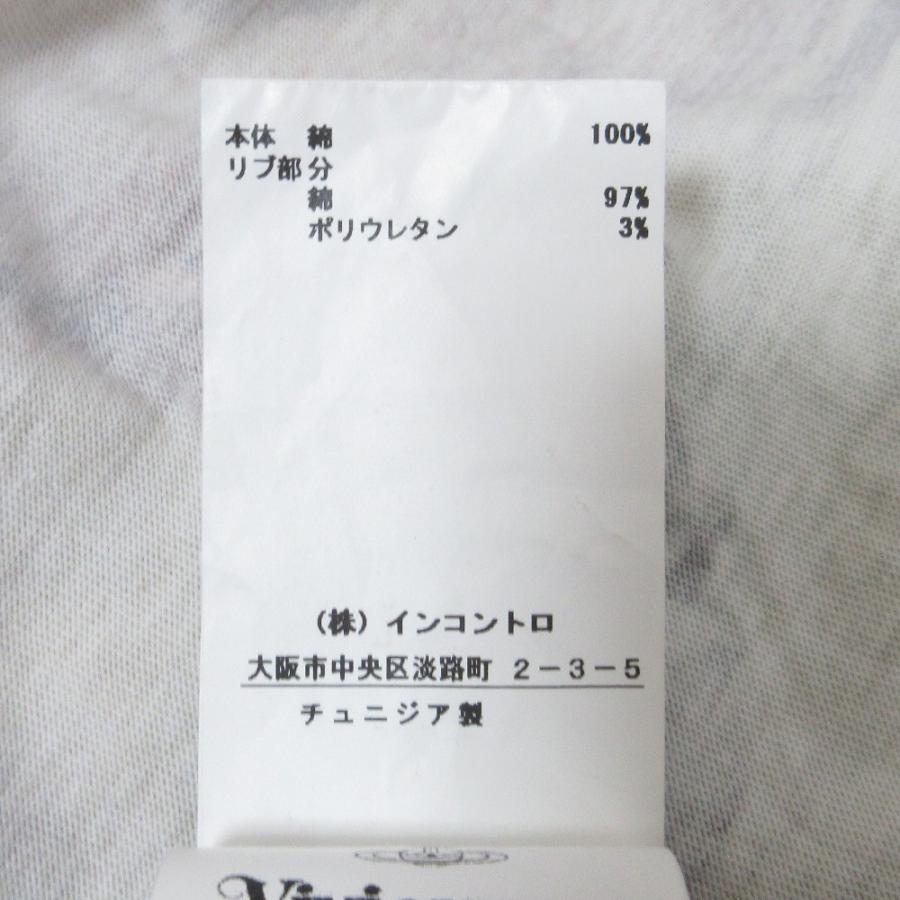 本体 綿 100%
リブ部分
綿 97%
ポリウレタン 3%
(株)インコントロ
大阪市中央区淡路町 2-3-5
チュニジア製